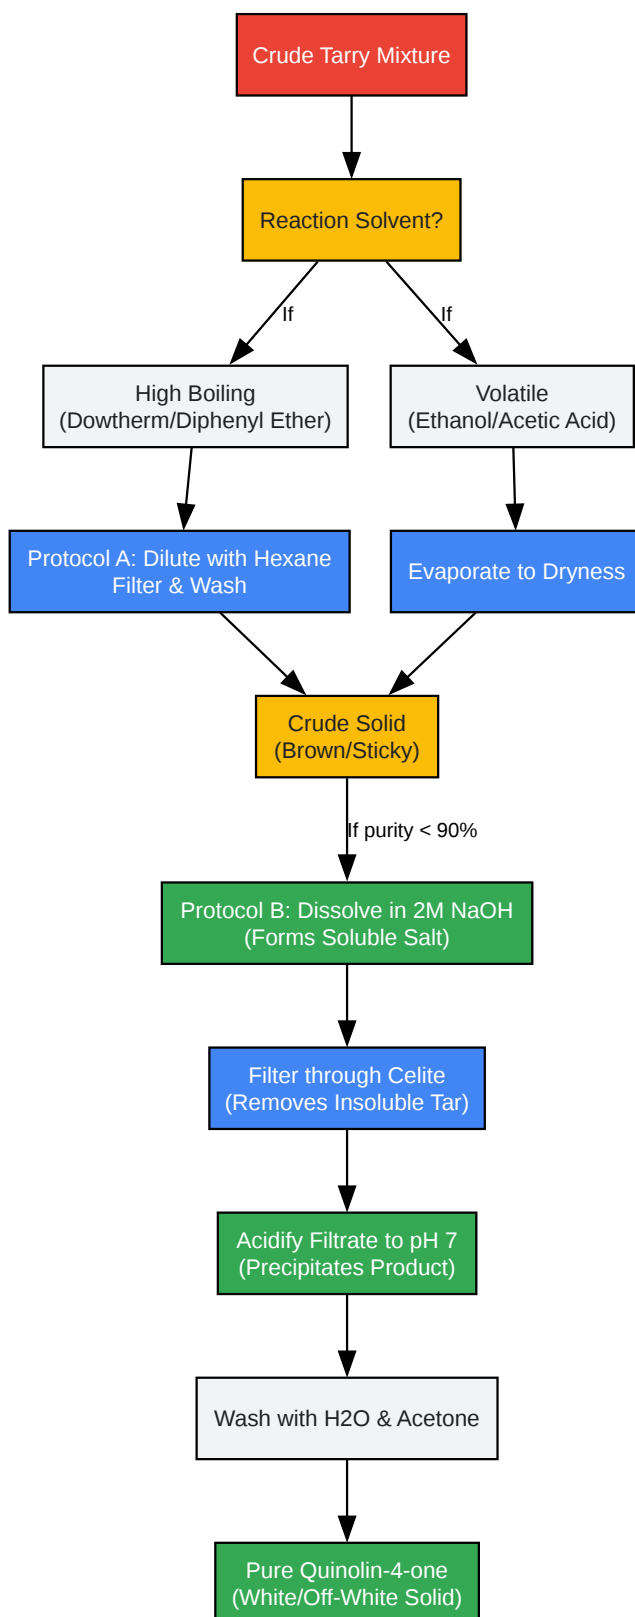 Crude Tarry Mixture
Reaction Solvent?
If
If
High Boiling
(Dowtherm/Diphenyl Ether)
Volatile
(Ethanol/Acetic Acid)
Protocol A: Dilute with Hexane
Filter & Wash
Evaporate to Dryness
Crude Solid
(Brown/Sticky)
If purity < 90%
Protocol B: Dissolve in 2M NaOH
(Forms Soluble Salt)
Filter through Celite
(Removes Insoluble Tar)
Acidify Filtrate to pH 7
(Precipitates Product)
Wash with H2O & Acetone
Pure Quinolin-4-one
(White/Off-White Solid)